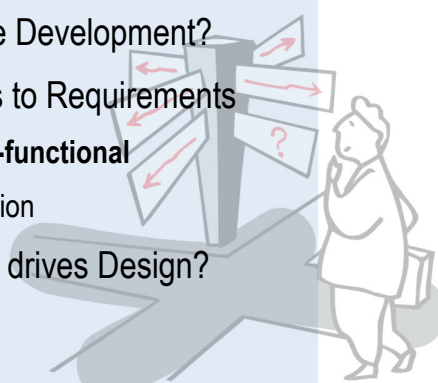 e Development?
s to Requirements
-functional
ion
drives Design?
?